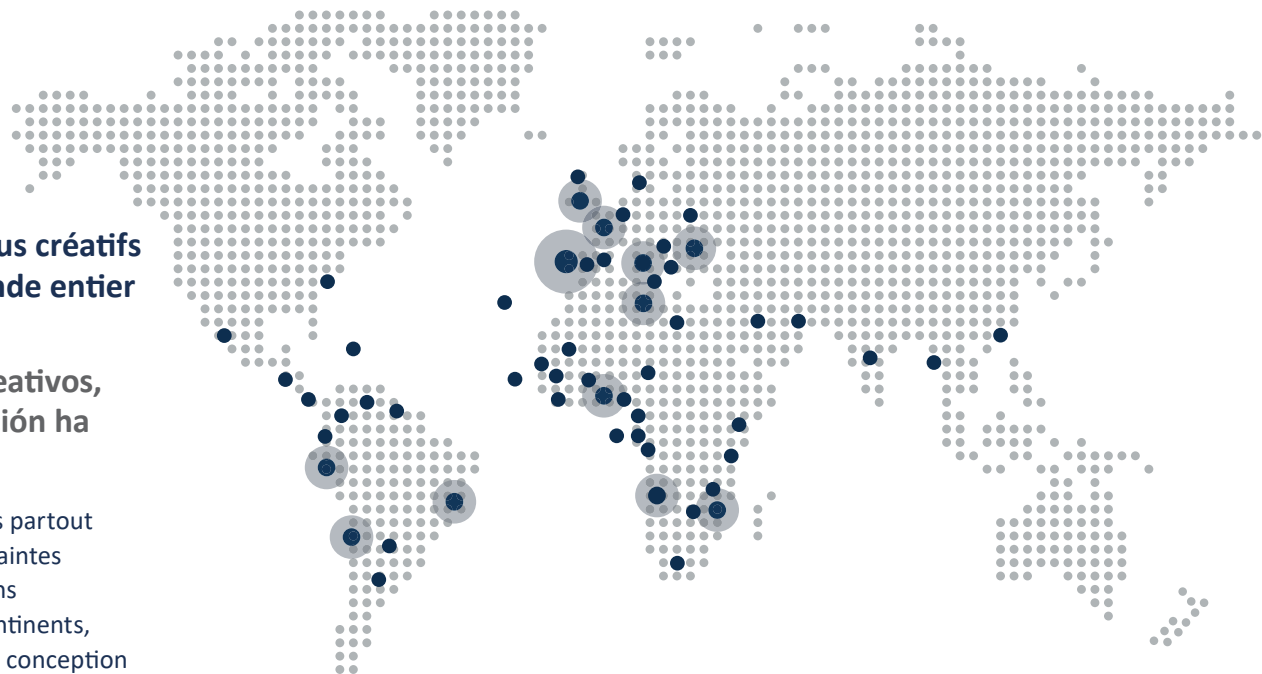 us créatifs
nde entier
eativos,
ión ha
s partout
aintes
ns
ntinents,
conception